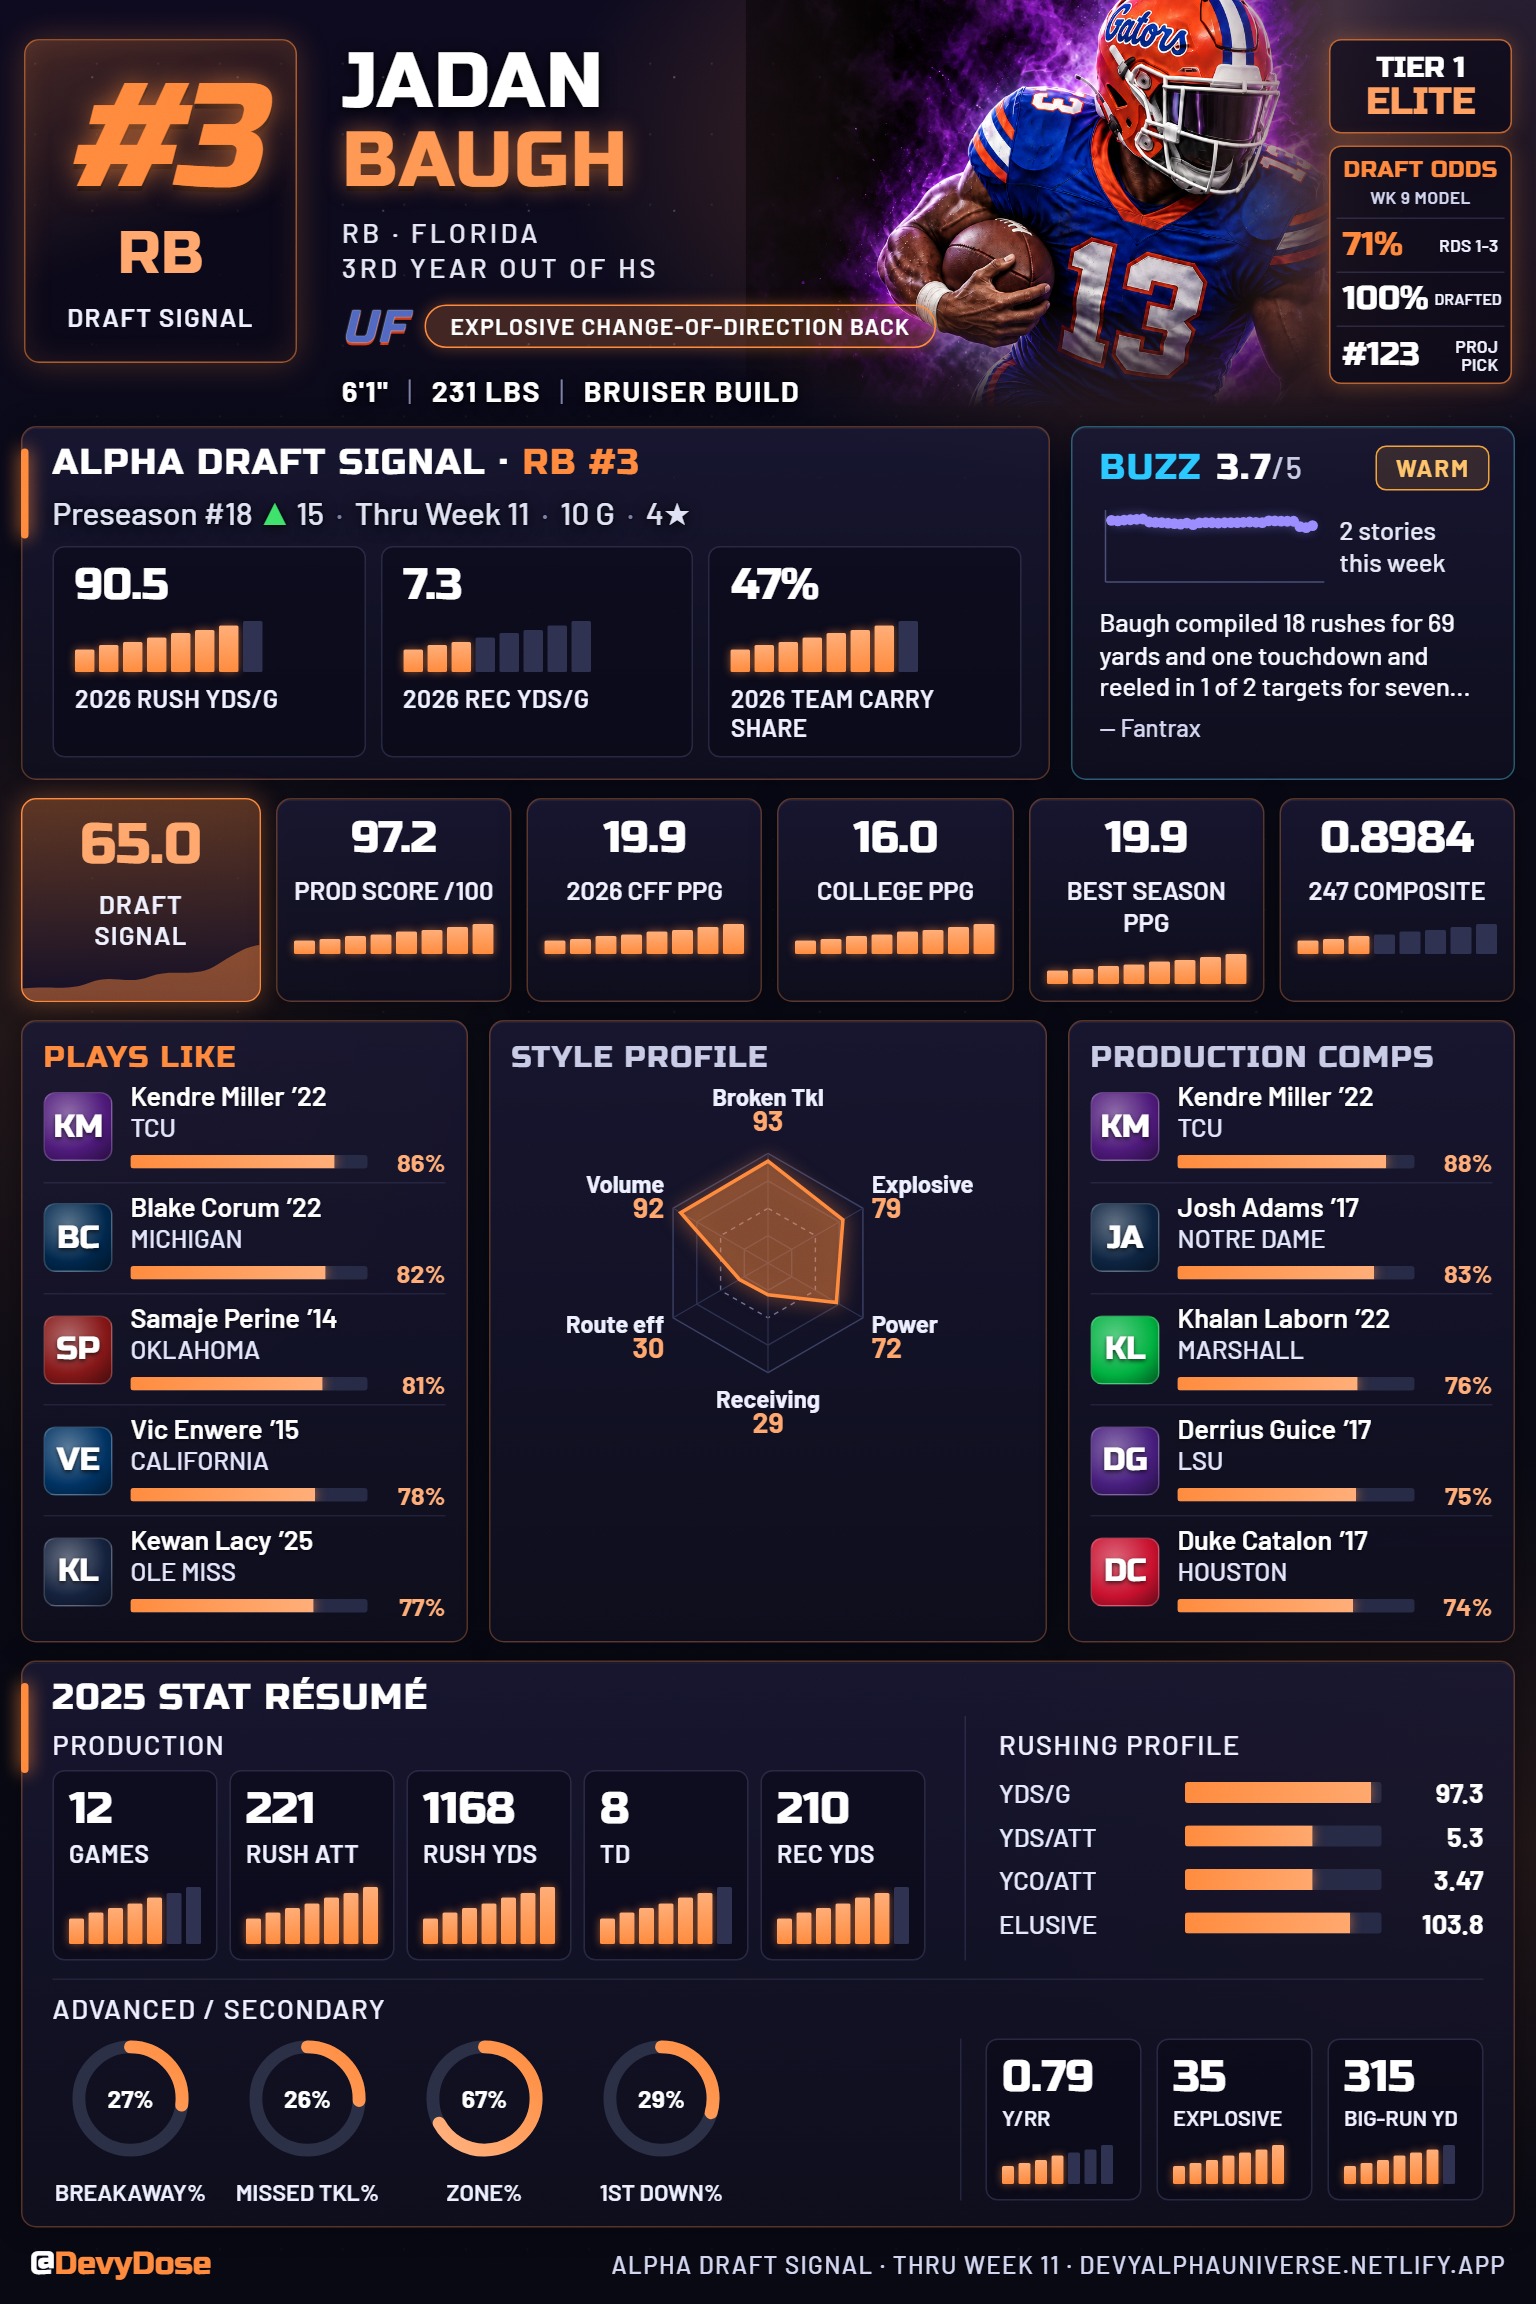 #3
RB
DRAFT SIGNAL
JADAN
BAUGH
RB · FLORIDA
3RD YEAR OUT OF HS
UF
EXPLOSIVE CHANGE-OF-DIRECTION BACK
6'1" | 231 LBS | BRUISER BUILD
Gators
13
13
TIER 1
ELITE
DRAFT ODDS
WK 9 MODEL
71% RDS 1-3
100% DRAFTED
#123 PROJ PICK
ALPHA DRAFT SIGNAL · RB #3
Preseason #18 ▲ 15 · Thru Week 11 · 10 G · 4★
90.5
2026 RUSH YDS/G
7.3
2026 REC YDS/G
47%
2026 TEAM CARRY
SHARE
BUZZ 3.7/5
WARM
2 stories
this week
Baugh compiled 18 rushes for 69
yards and one touchdown and
reeled in 1 of 2 targets for seven...
— Fantrax
65.0
DRAFT
SIGNAL
97.2
PROD SCORE /100
19.9
2026 CFF PPG
16.0
COLLEGE PPG
19.9
BEST SEASON
PPG
0.8984
247 COMPOSITE
PLAYS LIKE
KM
Kendre Miller ’22
TCU
86%
BC
Blake Corum ’22
MICHIGAN
82%
SP
Samaje Perine ’14
OKLAHOMA
81%
VE
Vic Enwere ’15
CALIFORNIA
78%
KL
Kewan Lacy ’25
OLE MISS
77%
STYLE PROFILE
Broken Tkl
93
Volume
92
Explosive
79
Route eff
30
Power
72
Receiving
29
PRODUCTION COMPS
KM
Kendre Miller ’22
TCU
88%
JA
Josh Adams ’17
NOTRE DAME
83%
KL
Khalan Laborn ’22
MARSHALL
76%
DG
Derrius Guice ’17
LSU
75%
DC
Duke Catalon ’17
HOUSTON
74%
2025 STAT RÉSUMÉ
PRODUCTION
12
GAMES
221
RUSH ATT
1168
RUSH YDS
8
TD
210
REC YDS
RUSHING PROFILE
YDS/G 97.3
YDS/ATT 5.3
YCO/ATT 3.47
ELUSIVE 103.8
ADVANCED / SECONDARY
27%
BREAKAWAY%
26%
MISSED TKL%
67%
ZONE%
29%
1ST DOWN%
0.79
Y/RR
35
EXPLOSIVE
315
BIG-RUN YD
@DevyDose
ALPHA DRAFT SIGNAL · THRU WEEK 11 · DEVYALPHAUNIVERSE.NETLIFY.APP